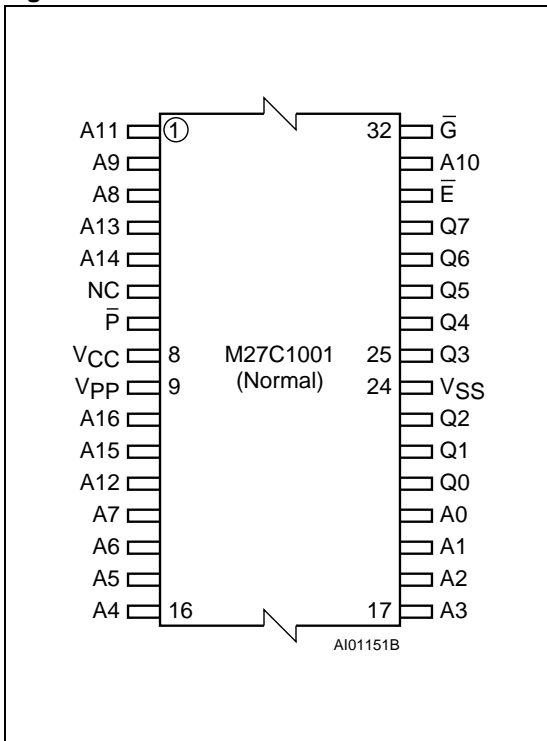 A11 ① 32 G̅
A9 A10
A8 E̅
A13 Q7
A14 Q6
NC Q5
P̅ Q4
VCC 8 M27C1001 25 Q3
VPP 9 (Normal) 24 VSS
A16 Q2
A15 Q1
A12 Q0
A7 A0
A6 A1
A5 A2
A4 16 17 A3
AI01151B